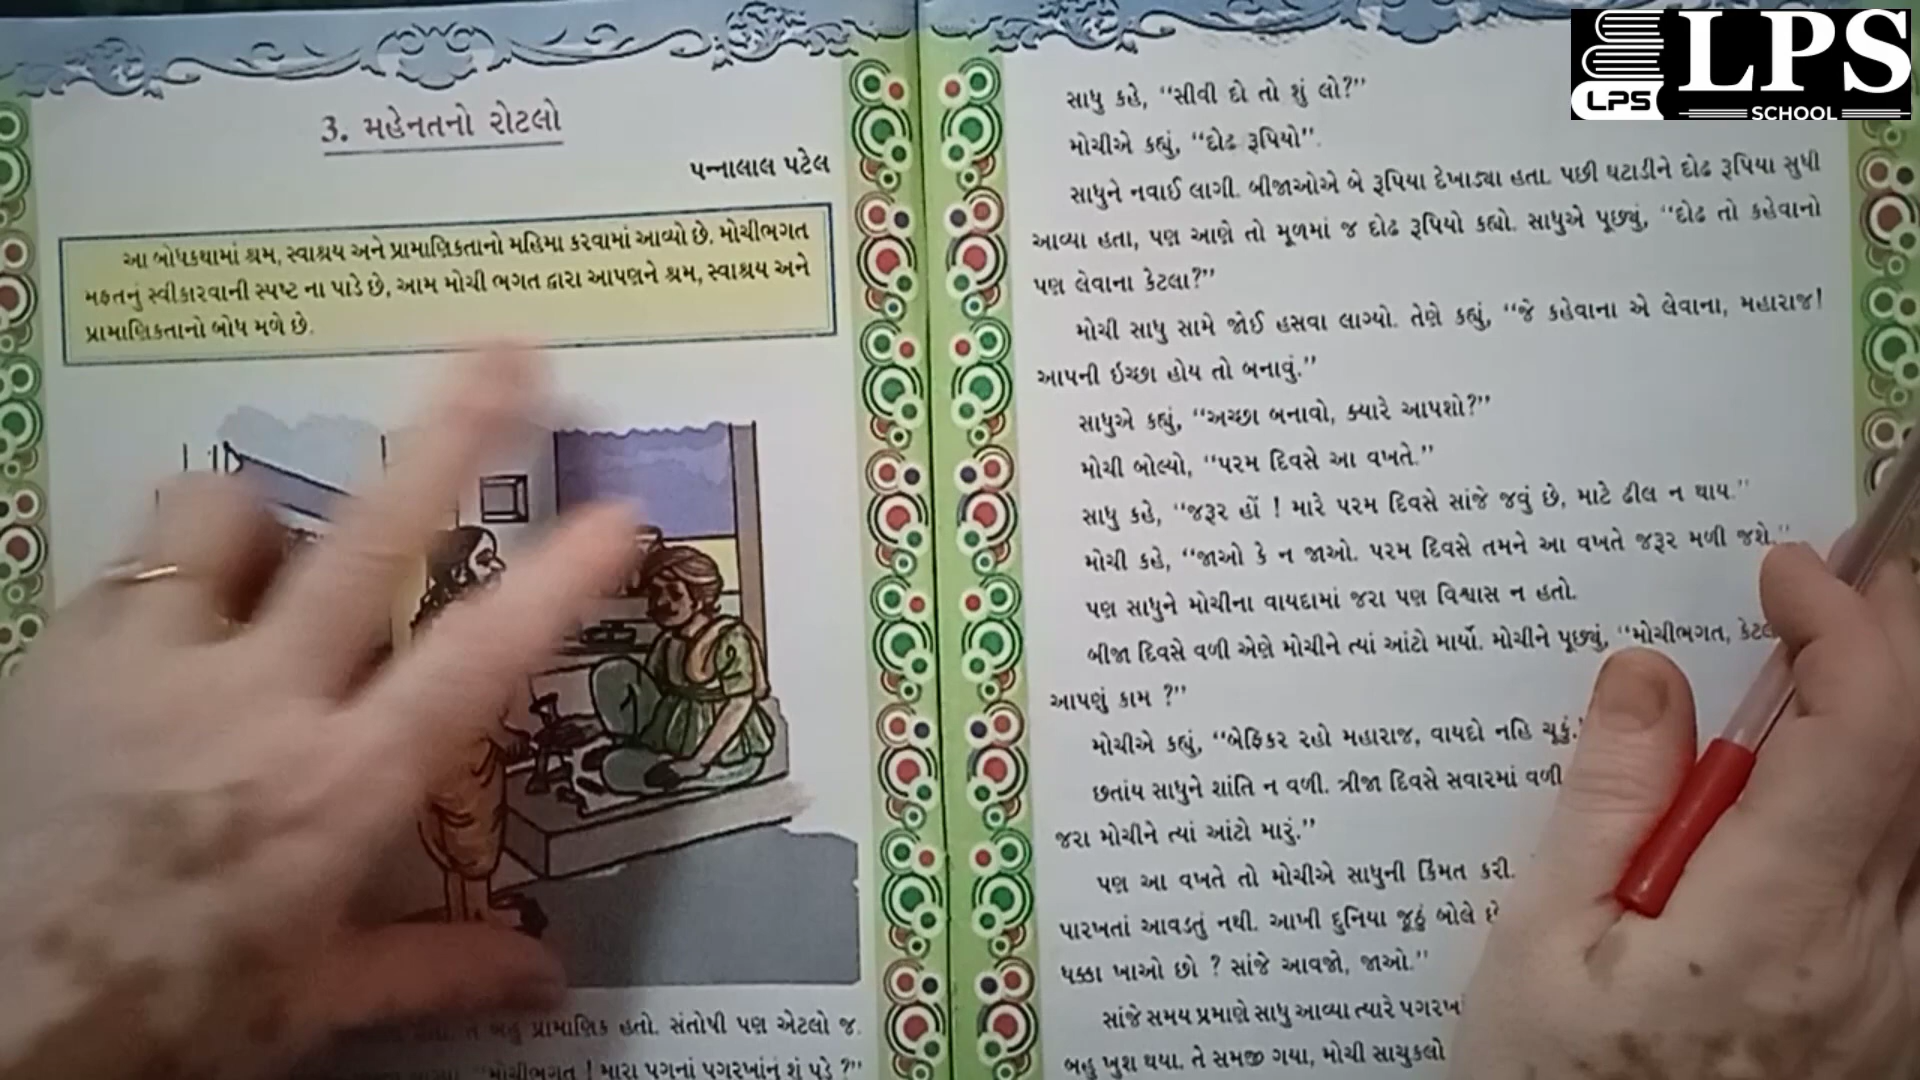 3. મહેનતનો રોટલો
પન્નાલાલ પટેલ
આ બોધકથામાં શ્રમ, સ્વાશ્રય અને પ્રામાણિકતાનો મહિમા કરવામાં આવ્યો છે. મોચીભગત
મફતનું સ્વીકારવાની સ્પષ્ટ ના પાડે છે, આમ મોચી ભગત દ્વારા આપણને શ્રમ, સ્વાશ્રય અને
પ્રામાણિકતાનો બોધ મળે છે.
પ્રામાણિક હતો. સંતોષી પણ એટલો જ.
"મોચીભગત ! મારા પગનાં પગરખાંનું શું પડે ?"
LPS
LPS
SCHOOL
સાધુ કહે, "સીવી દો તો શું લો?"
મોચીએ કહ્યું, "દોઢ રૂપિયો".
સાધુને નવાઈ લાગી. બીજાઓએ બે રૂપિયા દેખાડ્યા હતા. પછી ઘટાડીને દોઢ રૂપિયા સુધી
આવ્યા હતા, પણ આણે તો મૂળમાં જ દોઢ રૂપિયો કહ્યો. સાધુએ પૂછ્યું, "દોઢ તો કહેવાનો
પણ લેવાના કેટલા?"
મોચી સાધુ સામે જોઈ હસવા લાગ્યો. તેણે કહ્યું, "જે કહેવાના એ લેવાના, મહારાજ!
આપની ઇચ્છા હોય તો બનાવું."
સાધુએ કહ્યું, "અચ્છા બનાવો, ક્યારે આપશો?"
મોચી બોલ્યો, "પરમ દિવસે આ વખતે."
સાધુ કહે, "જરૂર હોં ! મારે પરમ દિવસે સાંજે જવું છે, માટે ઢીલ ન થાય."
મોચી કહે, "જાઓ કે ન જાઓ. પરમ દિવસે તમને આ વખતે જરૂર મળી જશે."
પણ સાધુને મોચીના વાયદામાં જરા પણ વિશ્વાસ ન હતો.
બીજા દિવસે વળી એણે મોચીને ત્યાં આંટો માર્યો. મોચીને પૂછ્યું, "મોચીભગત,
આપણું કામ ?"
મોચીએ કહ્યું, "બેફિકર રહો મહારાજ, વાયદો નહિ ચૂકું.
છતાંય સાધુને શાંતિ ન વળી. ત્રીજા દિવસે સવારમાં વળી
જરા મોચીને ત્યાં આંટો મારું."
પણ આ વખતે તો મોચીએ સાધુની કિંમત કરી.
પારખતાં આવડતું નથી. આખી દુનિયા જૂઠું બોલે છે
ધક્કા ખાઓ છો ? સાંજે આવજો, જાઓ."
સાંજે સમય પ્રમાણે સાધુ આવ્યા ત્યારે
બહુ ખુશ થયા. તે સમજી ગયા, મોચી સાચુકલો